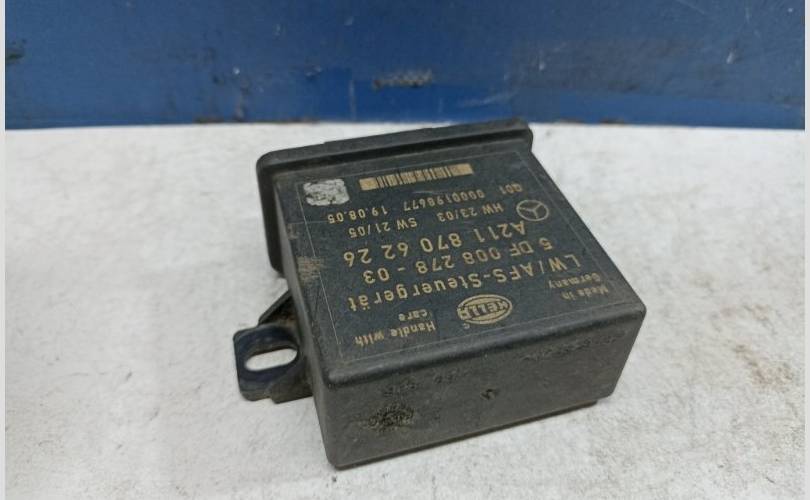 Made in
Germany
HELLA
Handle with
care
LW/AFS-Steuergerät
5 DF 008 278 - 03
A211 870 62 26
HW 23/03 SW 21/05
Q01 0000198677 19.08.05